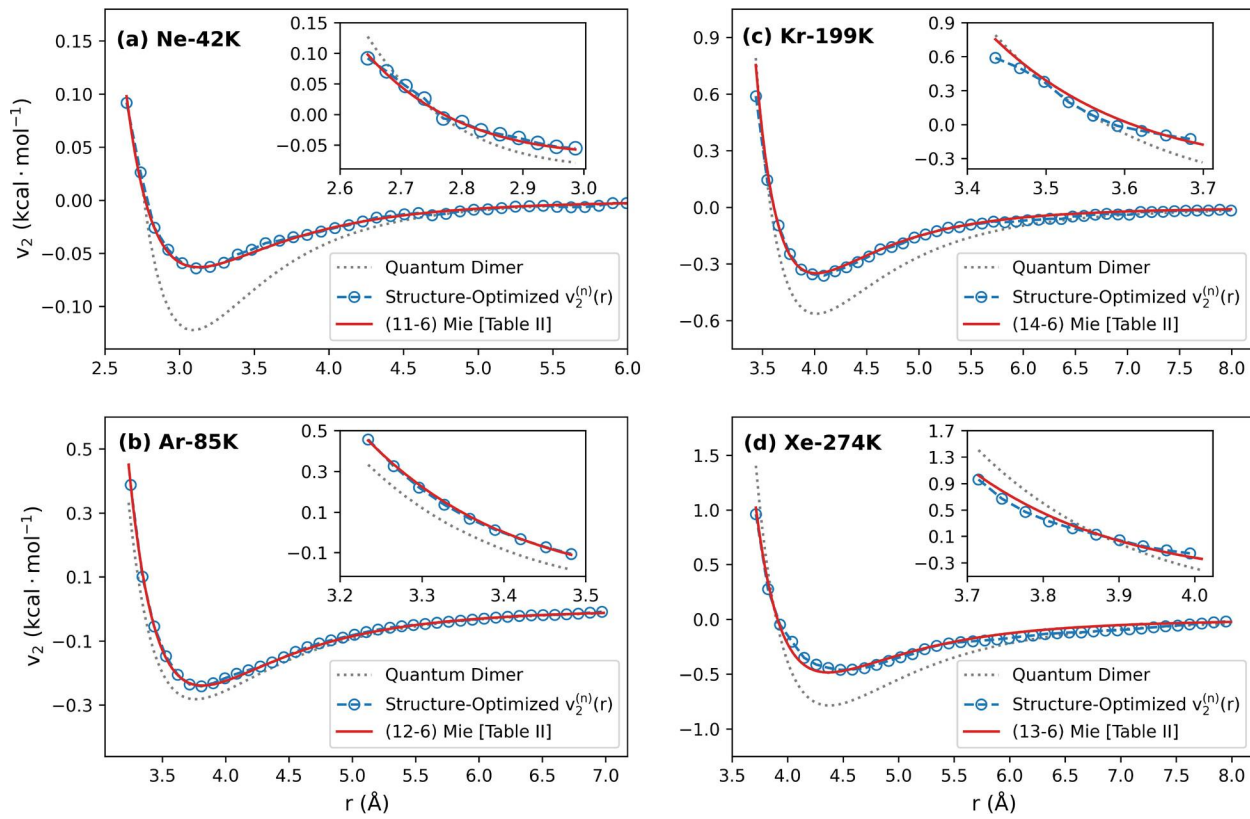 (a) Ne-42K
v₂ (kcal · mol⁻¹)
0.15
0.10
0.05
0.00
−0.05
−0.10
2.5 3.0 3.5 4.0 4.5 5.0 5.5 6.0
0.15
0.10
0.05
0.00
−0.05
2.6 2.7 2.8 2.9 3.0
Quantum Dimer
Structure-Optimized v₂⁽ⁿ⁾(r)
(11-6) Mie [Table II]
(c) Kr-199K
0.9
0.6
0.3
0.0
−0.3
−0.6
3.5 4.0 4.5 5.0 5.5 6.0 6.5 7.0 7.5 8.0
0.9
0.6
0.3
0.0
−0.3
3.4 3.5 3.6 3.7
Quantum Dimer
Structure-Optimized v₂⁽ⁿ⁾(r)
(14-6) Mie [Table II]
(b) Ar-85K
v₂ (kcal · mol⁻¹)
0.5
0.3
0.1
−0.1
−0.3
3.5 4.0 4.5 5.0 5.5 6.0 6.5 7.0
r (Å)
0.5
0.3
0.1
−0.1
3.2 3.3 3.4 3.5
Quantum Dimer
Structure-Optimized v₂⁽ⁿ⁾(r)
(12-6) Mie [Table II]
(d) Xe-274K
1.5
1.0
0.5
0.0
−0.5
−1.0
3.5 4.0 4.5 5.0 5.5 6.0 6.5 7.0 7.5 8.0
r (Å)
1.7
1.3
0.9
0.5
0.1
−0.3
3.7 3.8 3.9 4.0
Quantum Dimer
Structure-Optimized v₂⁽ⁿ⁾(r)
(13-6) Mie [Table II]